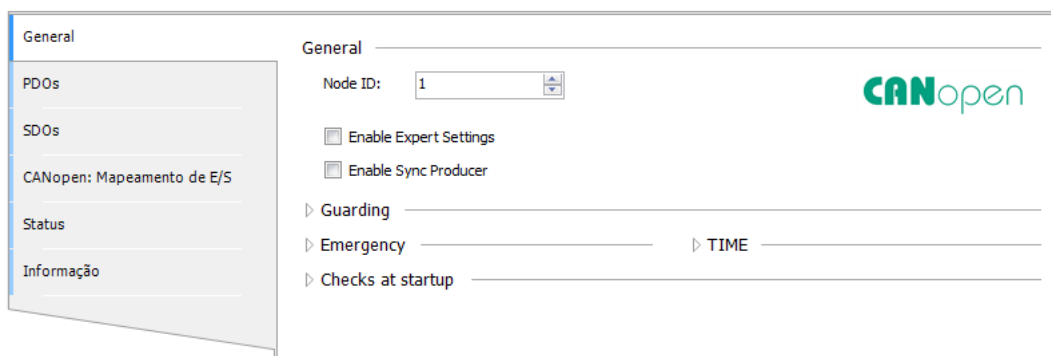 General
PDOs
SDOs
CANopen: Mapeamento de E/S
Status
Informação
General
Node ID: 1
CANopen
Enable Expert Settings
Enable Sync Producer
Guarding
Emergency TIME
Checks at startup